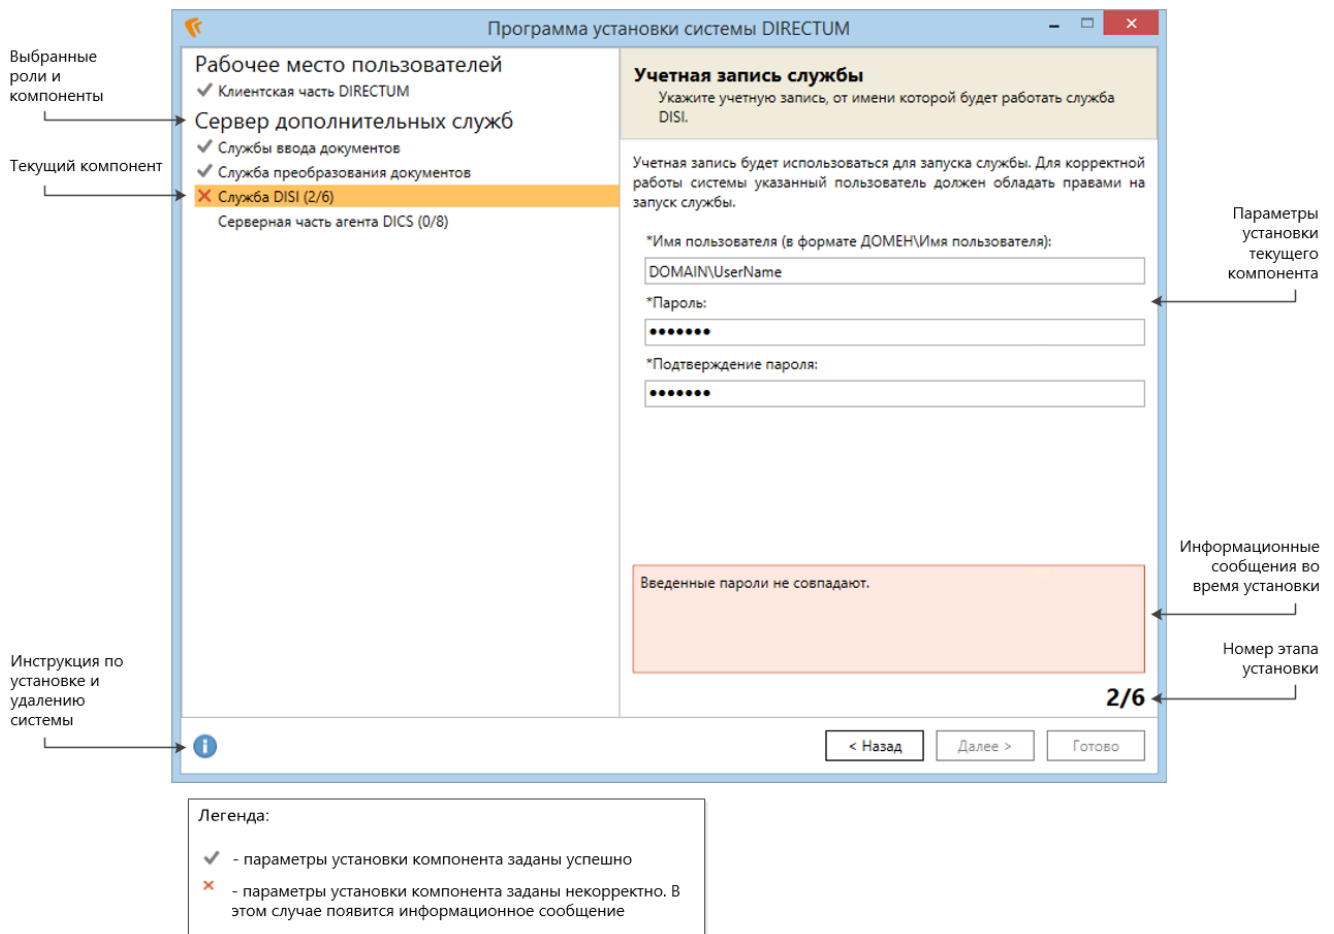 Программа установки системы DIRECTUM
Выбранные
роли и
компоненты
Текущий компонент
Рабочее место пользователей
Клиентская часть DIRECTUM
Сервер дополнительных служб
Службы ввода документов
Служба преобразования документов
Служба DISI (2/6)
Серверная часть агента DICS (0/8)
Учетная запись службы
Укажите учетную запись, от имени которой будет работать служба
DISI.
Учетная запись будет использоваться для запуска службы. Для корректной
работы системы указанный пользователь должен обладать правами на
запуск службы.
*Имя пользователя (в формате ДОМЕН\Имя пользователя):
DOMAIN\UserName
*Пароль:
•••••••
*Подтверждение пароля:
•••••••
Параметры
установки
текущего
компонента
Введенные пароли не совпадают.
Информационные
сообщения во
время установки
Номер этапа
установки
2/6
Инструкция по
установке и
удалению
системы
< Назад
Далее >
Готово
Легенда:
- параметры установки компонента заданы успешно
- параметры установки компонента заданы некорректно. В
этом случае появится информационное сообщение